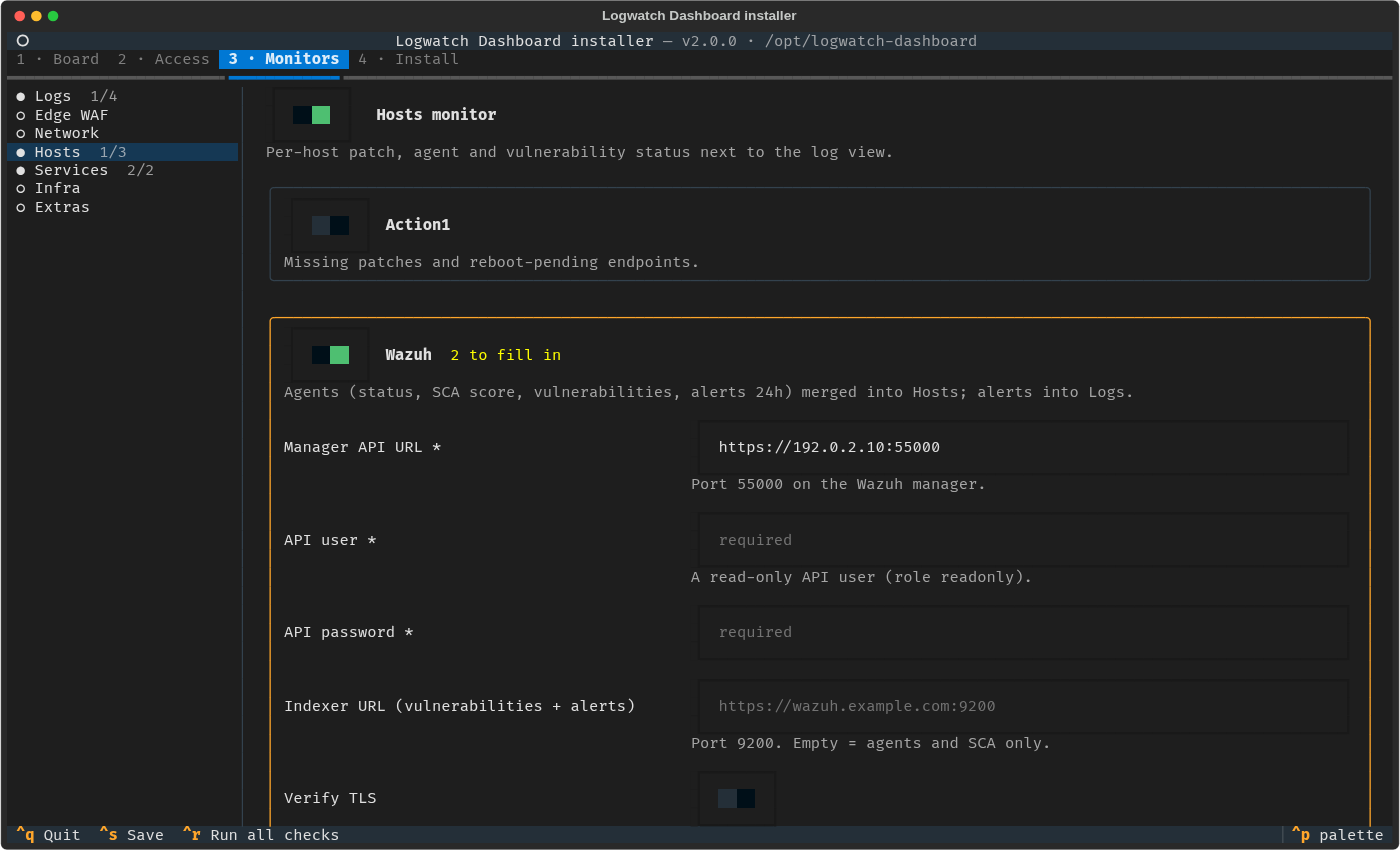 Logwatch Dashboard installer
Logwatch Dashboard installer — v2.0.0 · /opt/logwatch-dashboard
1 · Board  2 · Access  3 · Monitors  4 · Install
Logs  1/4
Edge WAF
Network
Hosts  1/3
Services  2/2
Infra
Extras
Hosts monitor
Per-host patch, agent and vulnerability status next to the log view.
Action1
Missing patches and reboot-pending endpoints.
Wazuh  2 to fill in
Agents (status, SCA score, vulnerabilities, alerts 24h) merged into Hosts; alerts into Logs.
Manager API URL *  https://192.0.2.10:55000
Port 55000 on the Wazuh manager.
API user *  required
A read-only API user (role readonly).
API password *  required
Indexer URL (vulnerabilities + alerts)  https://wazuh.example.com:9200
Port 9200. Empty = agents and SCA only.
Verify TLS
^q Quit  ^s Save  ^r Run all checks  ^p palette